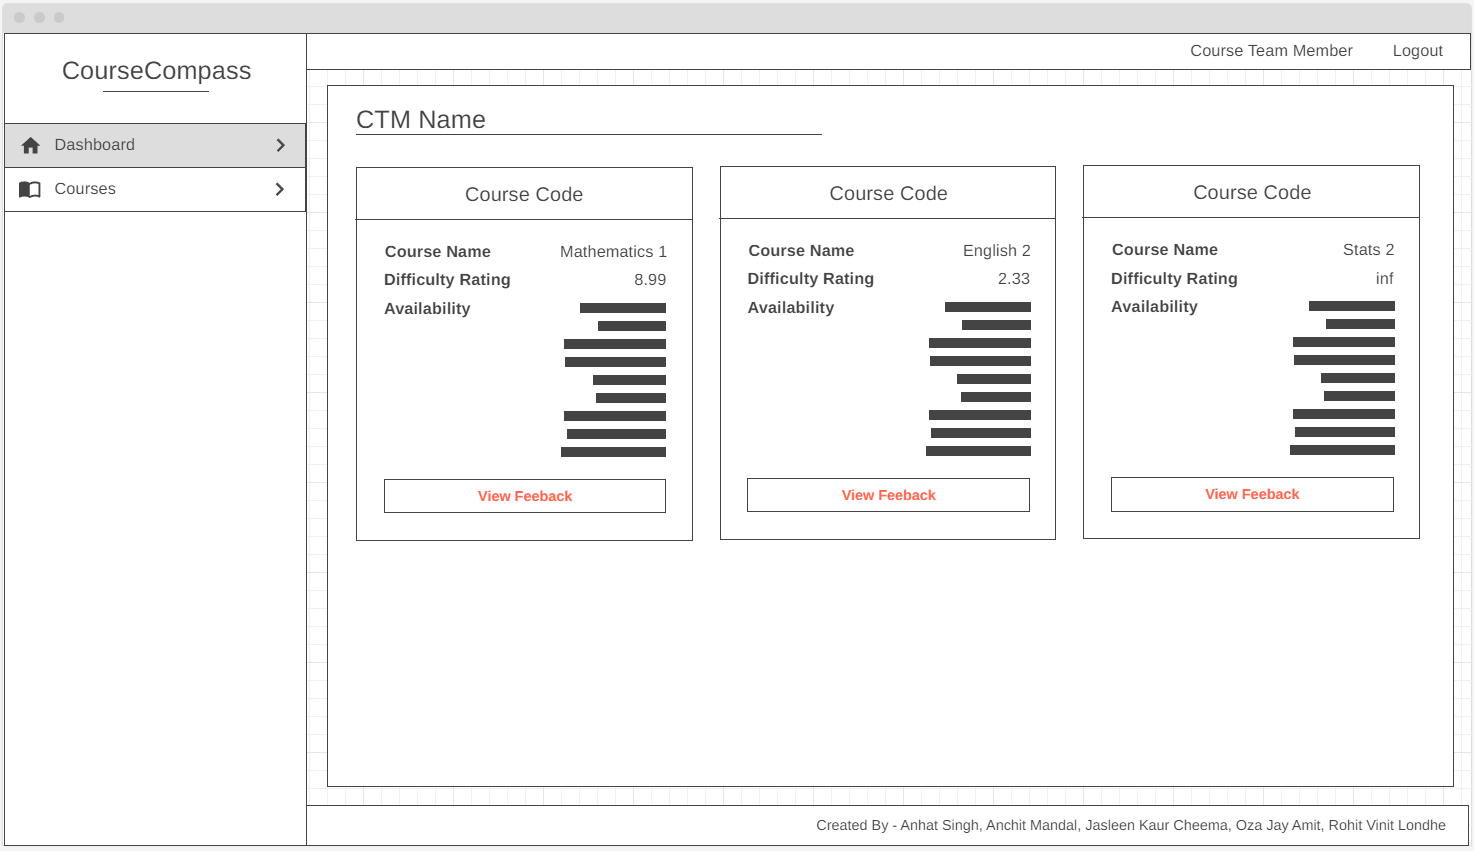 Course Team Member
Logout
CourseCompass
Dashboard
Courses
CTM Name
Course Code
Course Name Mathematics 1
Difficulty Rating 8.99
Availability
View Feeback
Course Code
Course Name English 2
Difficulty Rating 2.33
Availability
View Feeback
Course Code
Course Name Stats 2
Difficulty Rating inf
Availability
View Feeback
Created By - Anhat Singh, Anchit Mandal, Jasleen Kaur Cheema, Oza Jay Amit, Rohit Vinit Londhe